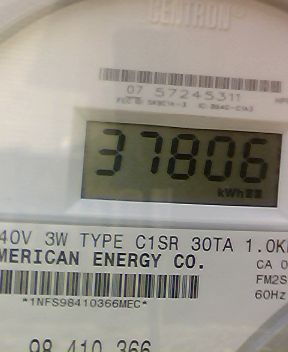 CENTRON®
07 57245311
37806
kWh
40V 3W TYPE C1SR 30TA 1.0K
MERICAN ENERGY CO.
CA 0
FM2S
60Hz
*1NFS98410366MEC*
98 410 366